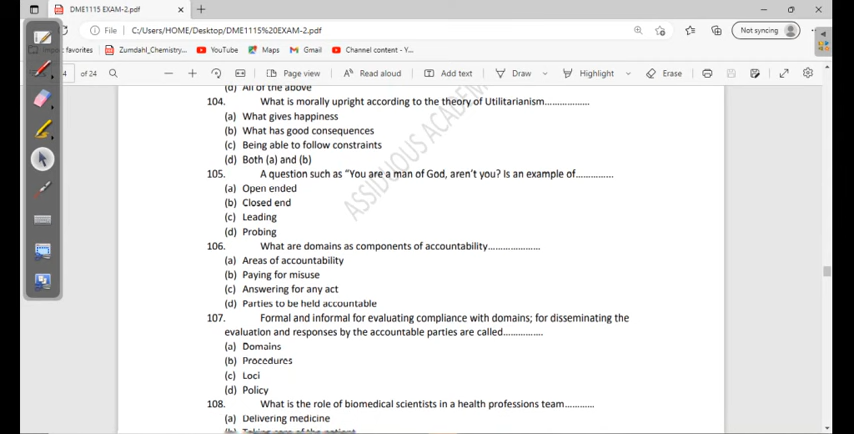 DME1115 EXAM-2.pdf
File C:/Users/HOME/Desktop/DME1115%20EXAM-2.pdf Not syncing
Import favorites Zumdahl_Chemistry... YouTube Maps Gmail Channel content - Y...
4 of 24 Page view Read aloud Add text Draw Highlight Erase
(d) All of the above
104. What is morally upright according to the theory of Utilitarianism..................
(a) What gives happiness
(b) What has good consequences
(c) Being able to follow constraints
(d) Both (a) and (b)
105. A question such as “You are a man of God, aren’t you? Is an example of...............
(a) Open ended
(b) Closed end
(c) Leading
(d) Probing
106. What are domains as components of accountability.....................
(a) Areas of accountability
(b) Paying for misuse
(c) Answering for any act
(d) Parties to be held accountable
107. Formal and informal for evaluating compliance with domains; for disseminating the
evaluation and responses by the accountable parties are called................
(a) Domains
(b) Procedures
(c) Loci
(d) Policy
108. What is the role of biomedical scientists in a health professions team............
(a) Delivering medicine
(b) Taking care of the patient
ASSIDUOUS ACADEM